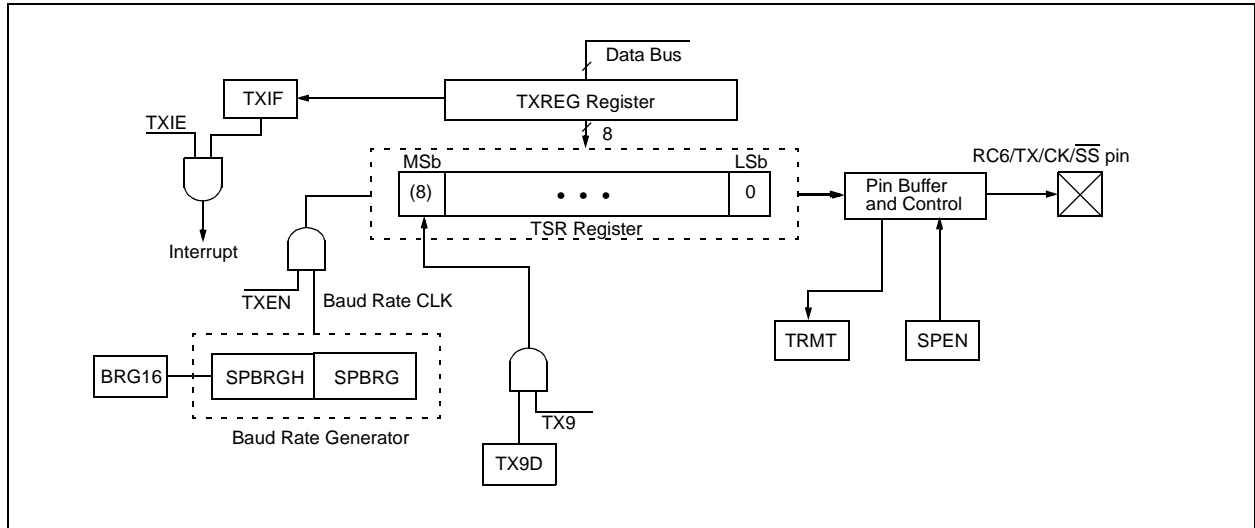 Data Bus
TXIF
TXREG Register
TXIE
8
MSb
LSb
RC6/TX/CK/S̅S̅ pin
(8)
• • •
0
Pin Buffer
and Control
TSR Register
Interrupt
TXEN
Baud Rate CLK
TRMT
SPEN
BRG16
SPBRGH
SPBRG
TX9
Baud Rate Generator
TX9D